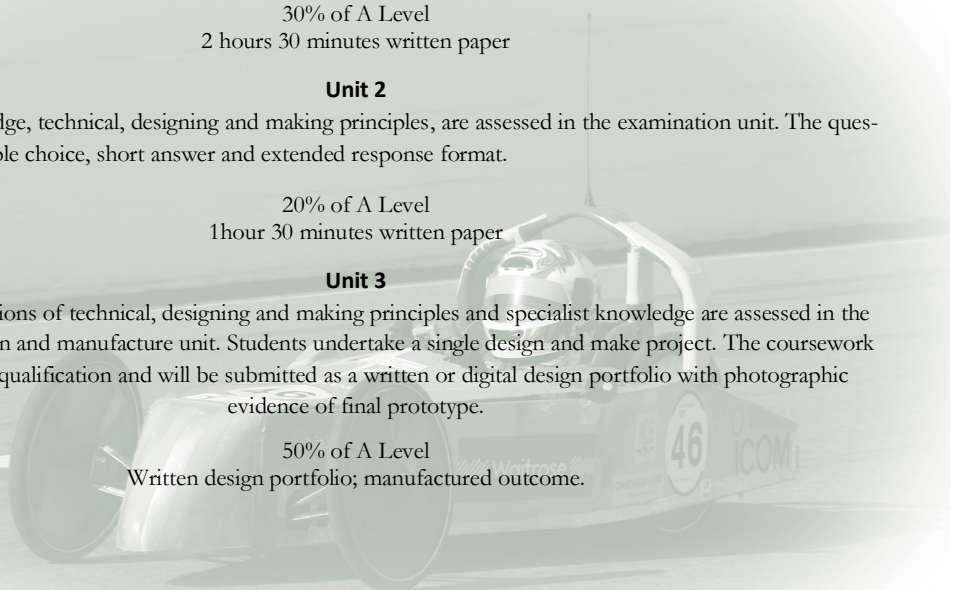 30% of A Level
2 hours 30 minutes written paper
Unit 2
dge, technical, designing and making principles, are assessed in the examination unit. The ques-
ple choice, short answer and extended response format.
20% of A Level
1hour 30 minutes written paper
Unit 3
ions of technical, designing and making principles and specialist knowledge are assessed in the
n and manufacture unit. Students undertake a single design and make project. The coursework
qualification and will be submitted as a written or digital design portfolio with photographic
evidence of final prototype.
50% of A Level
Written design portfolio; manufactured outcome.
46
iCOM
Waitrose